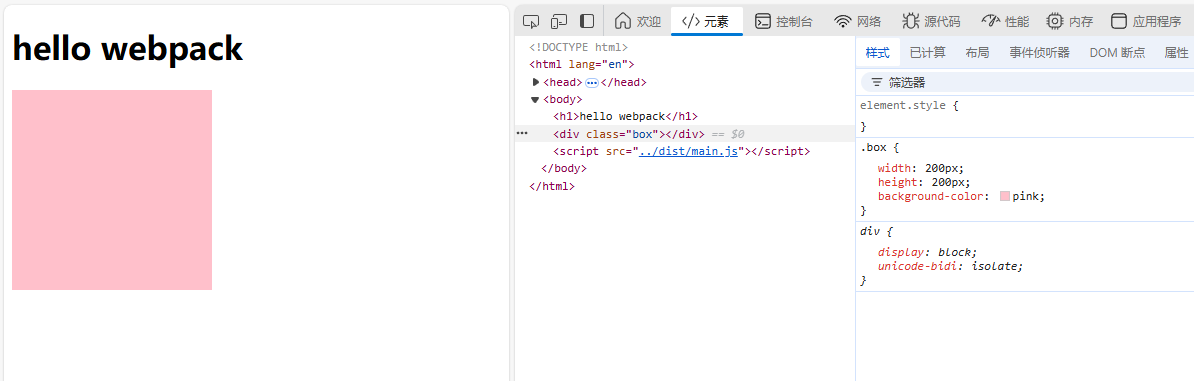 hello webpack
欢迎 元素 控制台 网络 源代码 性能 内存 应用程序
<!DOCTYPE html>
<html lang="en">
<head>⋯</head>
<body>
<h1>hello webpack</h1>
<div class="box"></div> == $0
<script src="../dist/main.js"></script>
</body>
</html>
样式 已计算 布局 事件侦听器 DOM 断点 属性
筛选器
element.style {
}
.box {
width: 200px;
height: 200px;
background-color: pink;
}
div {
display: block;
unicode-bidi: isolate;
}